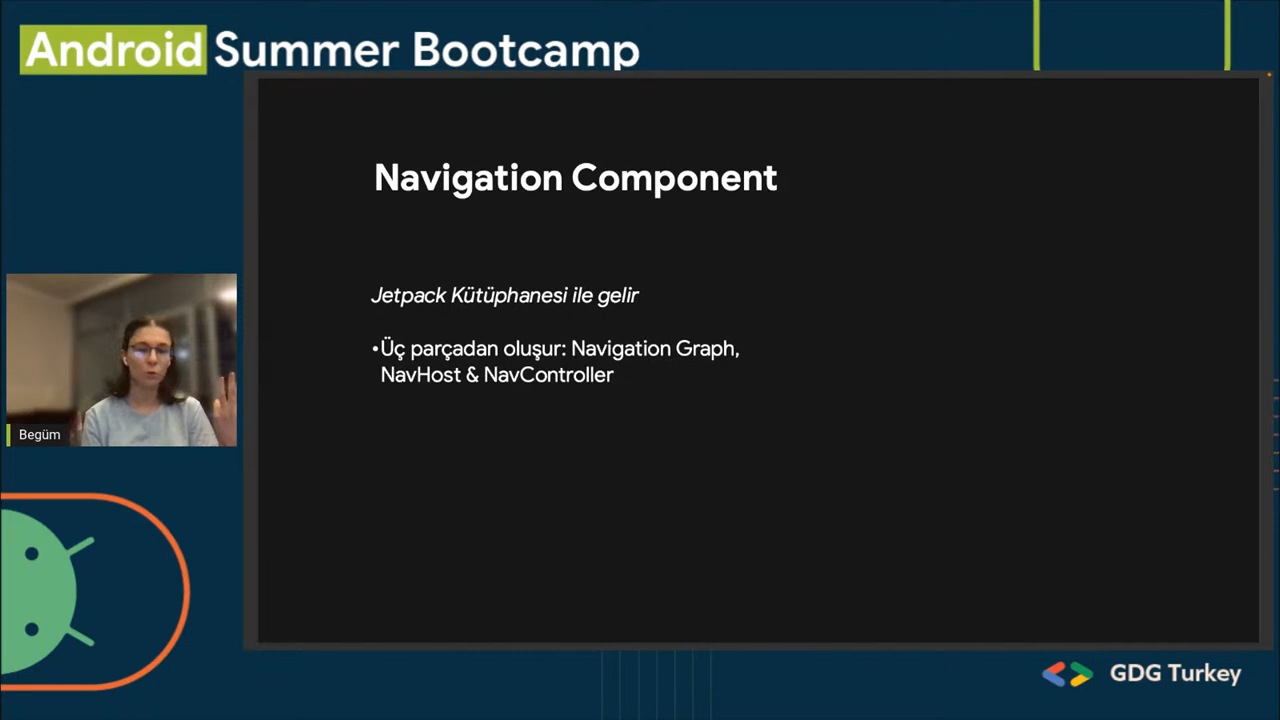 Android Summer Bootcamp
Navigation Component
Jetpack Kütüphanesi ile gelir
•Üç parçadan oluşur: Navigation Graph,
NavHost & NavController
Begüm
GDG Turkey